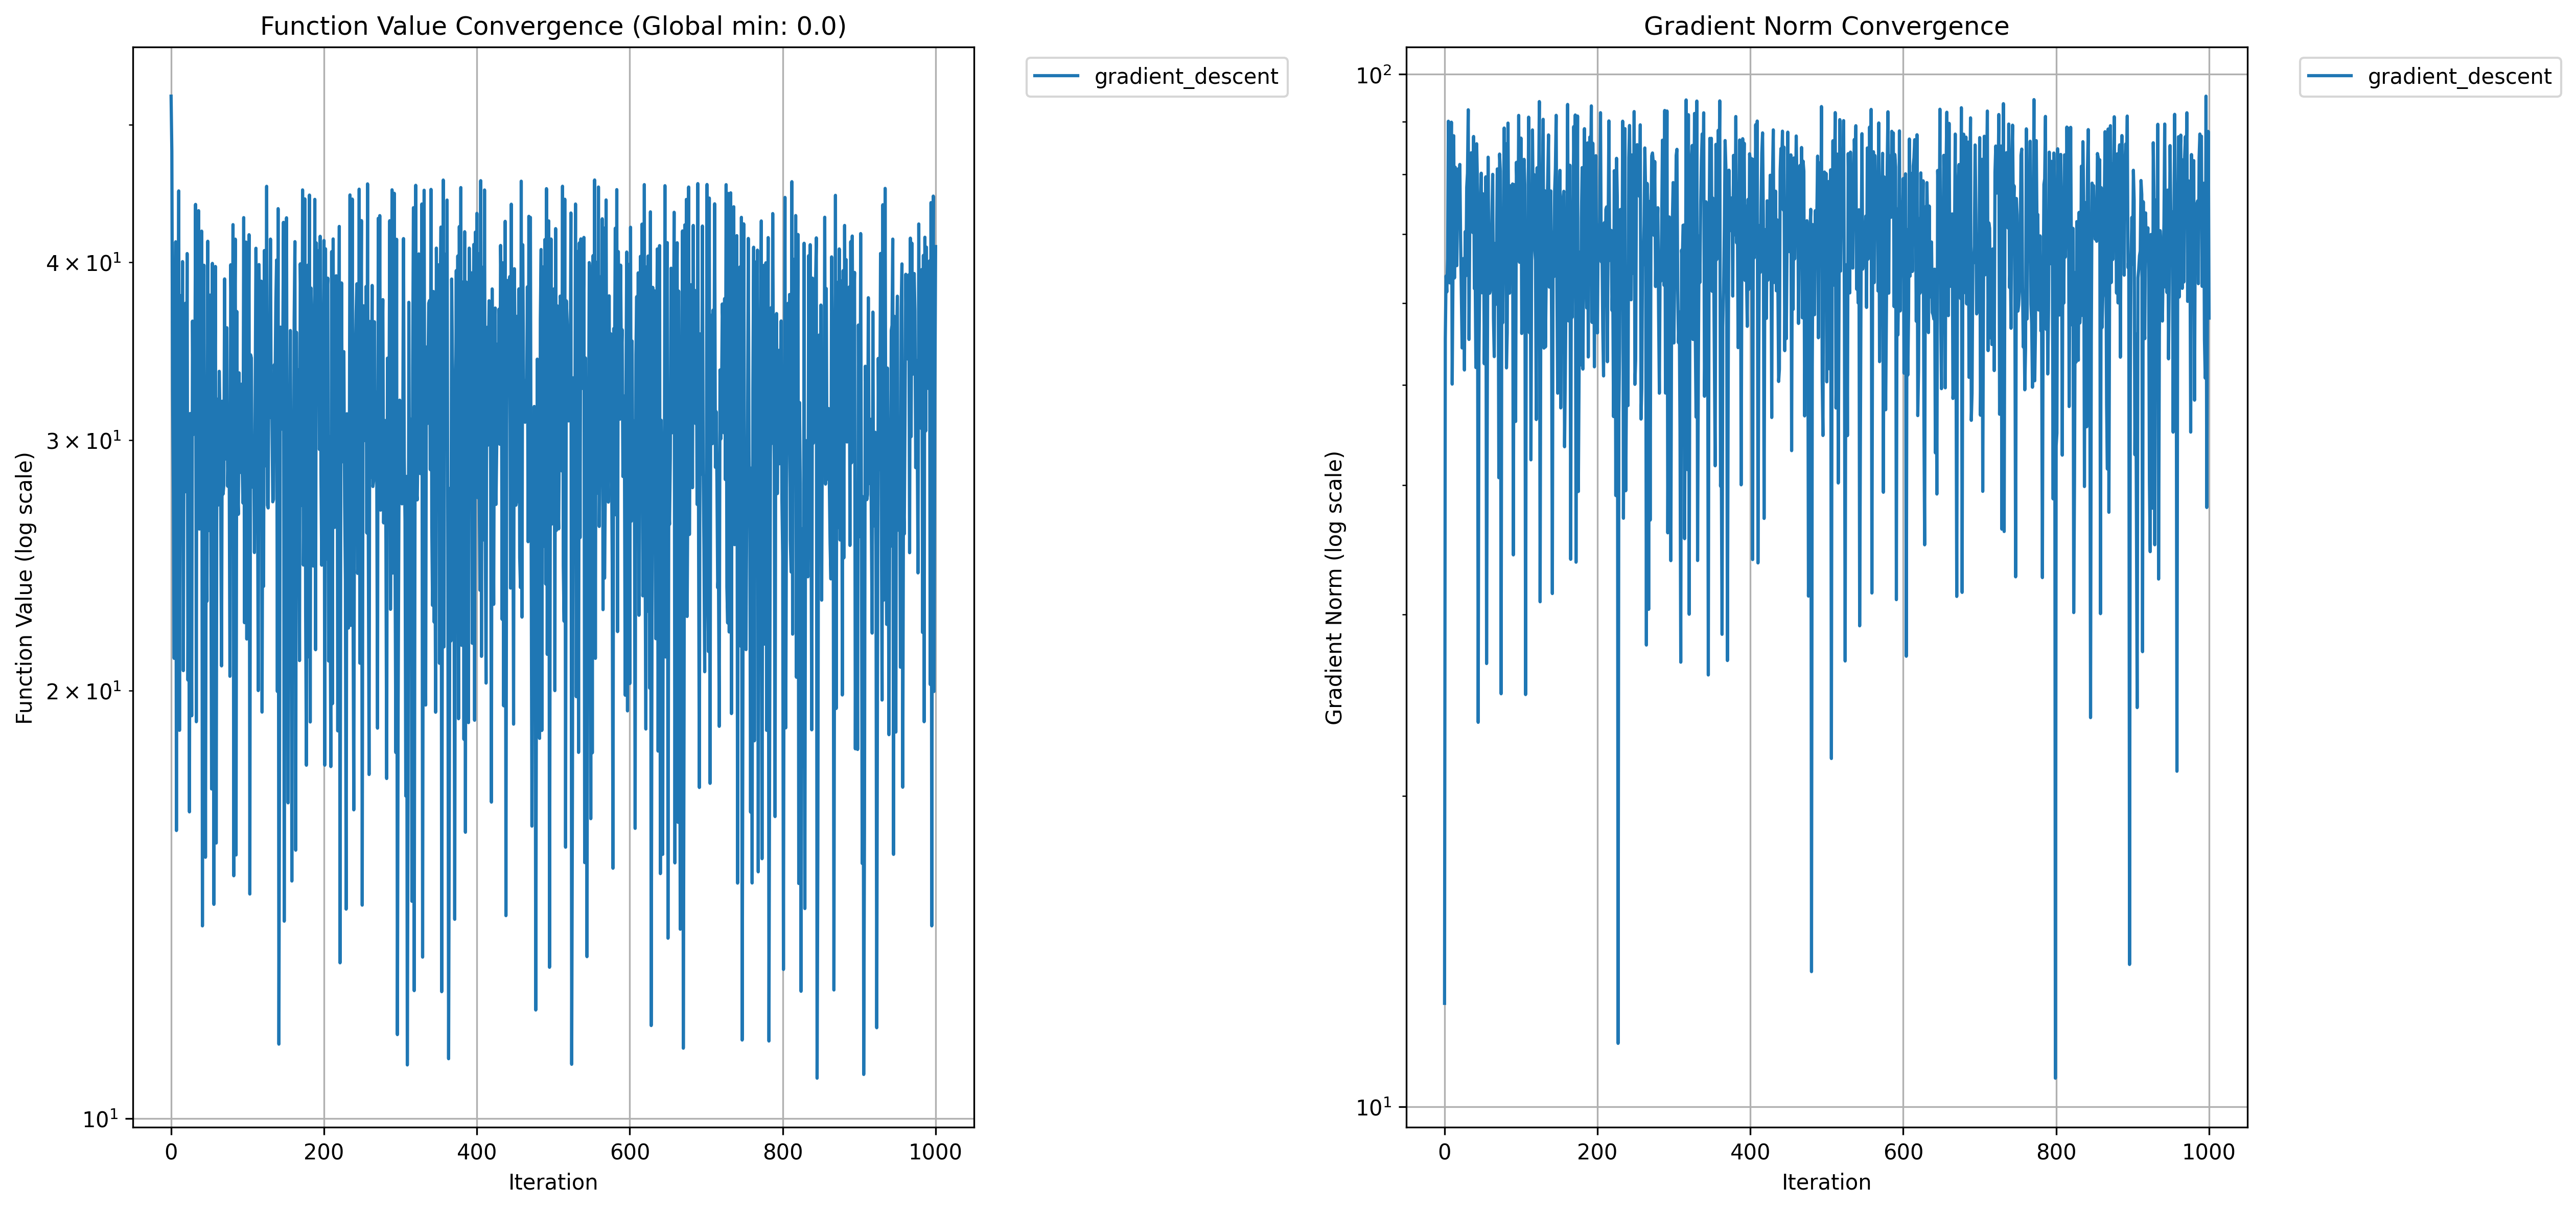 Function Value Convergence (Global min: 0.0)
gradient_descent
Function Value (log scale)
4 × 10¹
3 × 10¹
2 × 10¹
10¹
0 200 400 600 800 1000
Iteration
Gradient Norm Convergence
gradient_descent
Gradient Norm (log scale)
10²
10¹
0 200 400 600 800 1000
Iteration